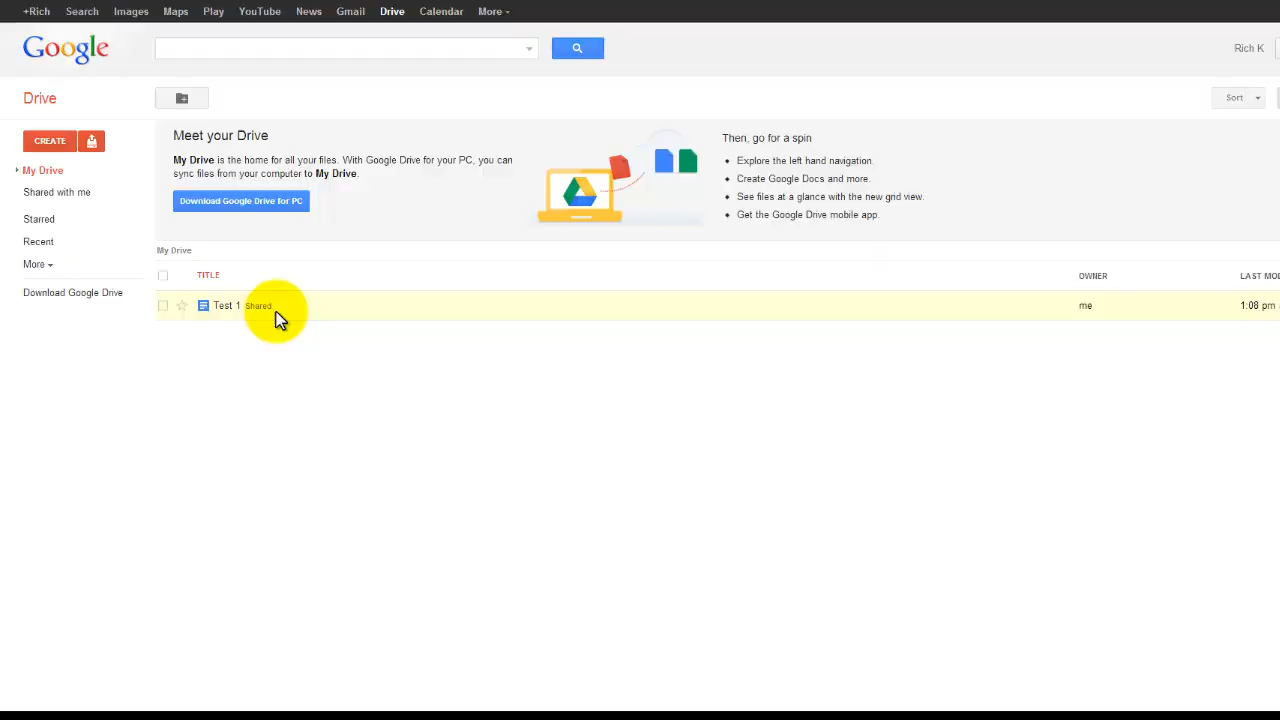 +Rich Search Images Maps Play YouTube News Gmail Drive Calendar More
Google
Rich K
Drive
Sort
CREATE
Meet your Drive
My Drive is the home for all your files. With Google Drive for your PC, you can
sync files from your computer to My Drive.
Download Google Drive for PC
Then, go for a spin
Explore the left hand navigation.
Create Google Docs and more.
See files at a glance with the new grid view.
Get the Google Drive mobile app.
My Drive
Shared with me
Starred
Recent
More
Download Google Drive
My Drive
TITLE OWNER LAST MOD
Test 1 Shared me 1:08 pm